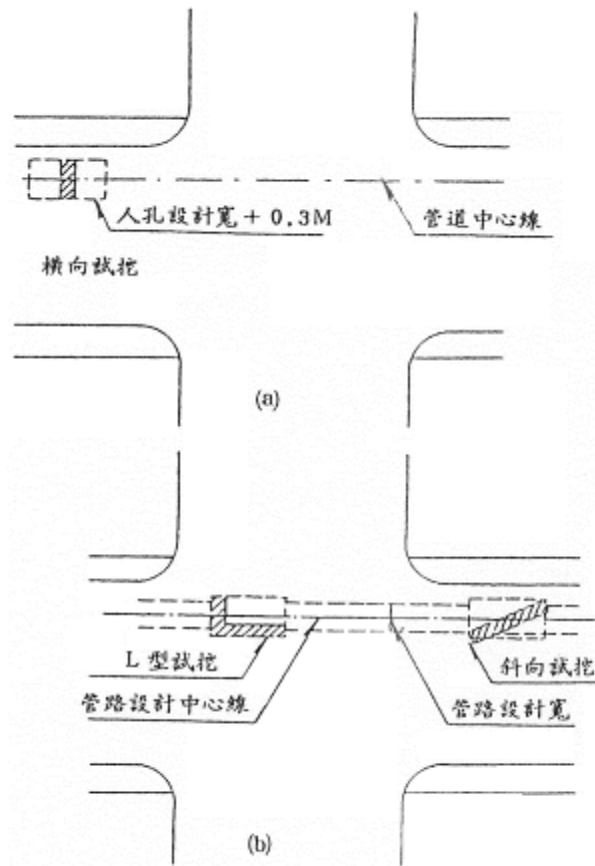 人孔設計寬 + 0.3M
管道中心線
橫向試挖
(a)
L 型試挖
斜向試挖
管路設計中心線
管路設計寬
(b)